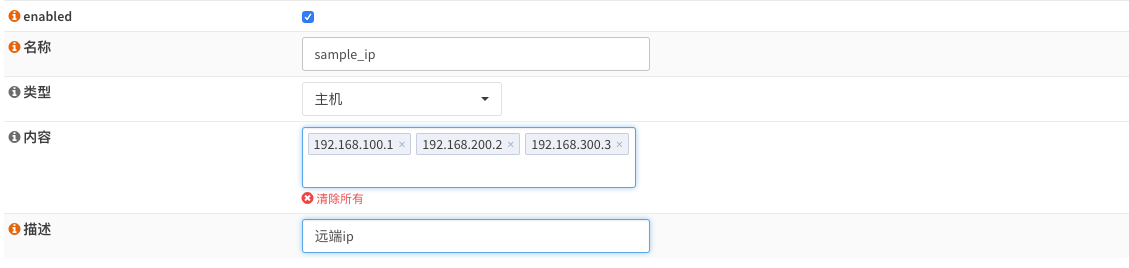 enabled
名称
sample_ip
类型
主机
内容
192.168.100.1 × 192.168.200.2 × 192.168.300.3 ×
清除所有
描述
远端ip